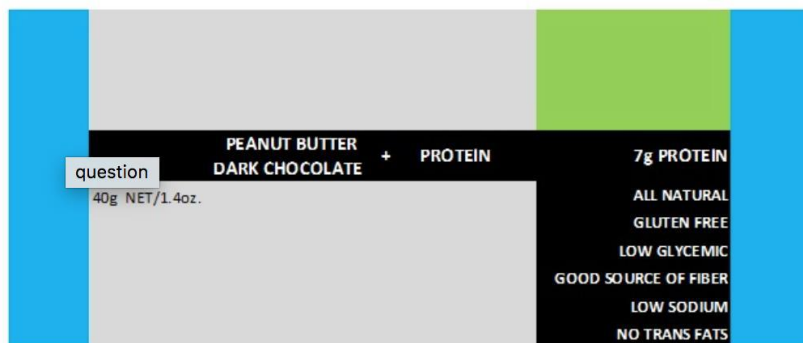 PEANUT BUTTER
DARK CHOCOLATE + PROTEIN
7g PROTEIN
question
40g NET/1.4oz.
ALL NATURAL
GLUTEN FREE
LOW GLYCEMIC
GOOD SOURCE OF FIBER
LOW SODIUM
NO TRANS FATS